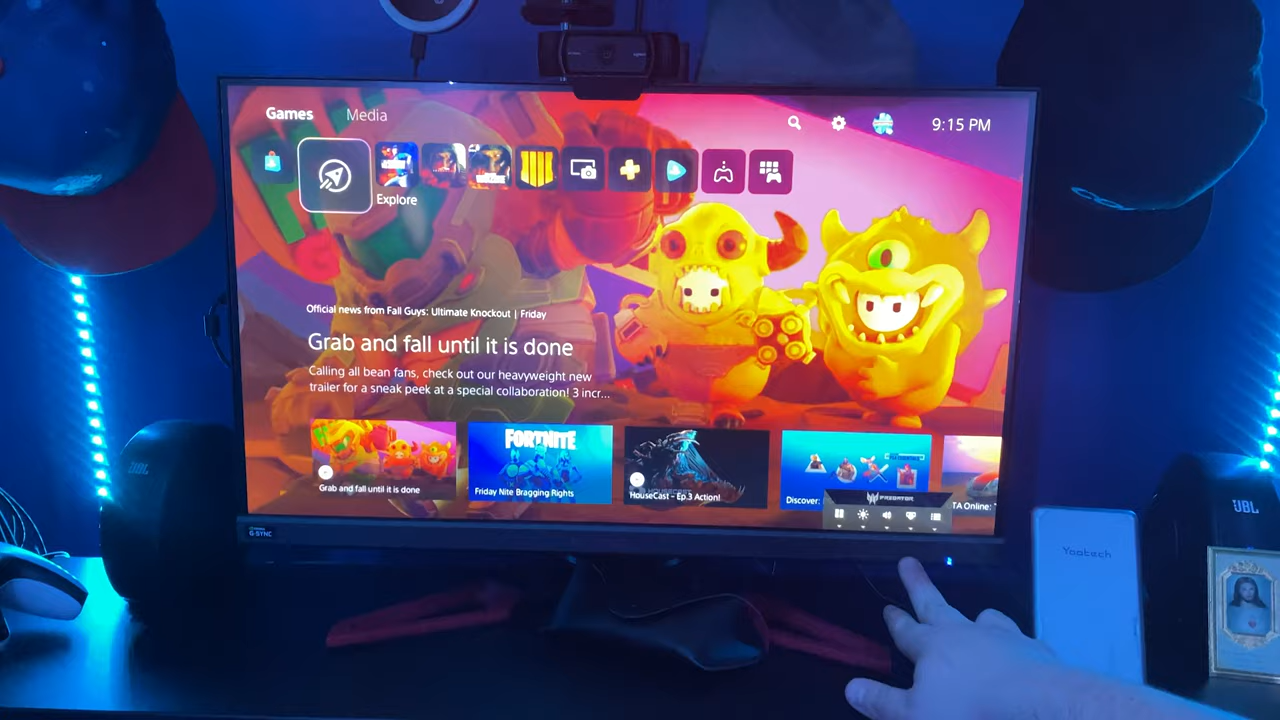 Games
Media
9:15 PM
Explore
Official news from Fall Guys: Ultimate Knockout | Friday
Grab and fall until it is done
Calling all bean fans, check out our heavyweight new
trailer for a sneak peek at a special collaboration! 3 incr...
Grab and fall until it is done
FORTNITE
Friday Nite Bragging Rights
HouseCast - Ep.3 Action!
Discover:
TA Online:
PREDATOR
G-SYNC
JBL
JBL
Yootech